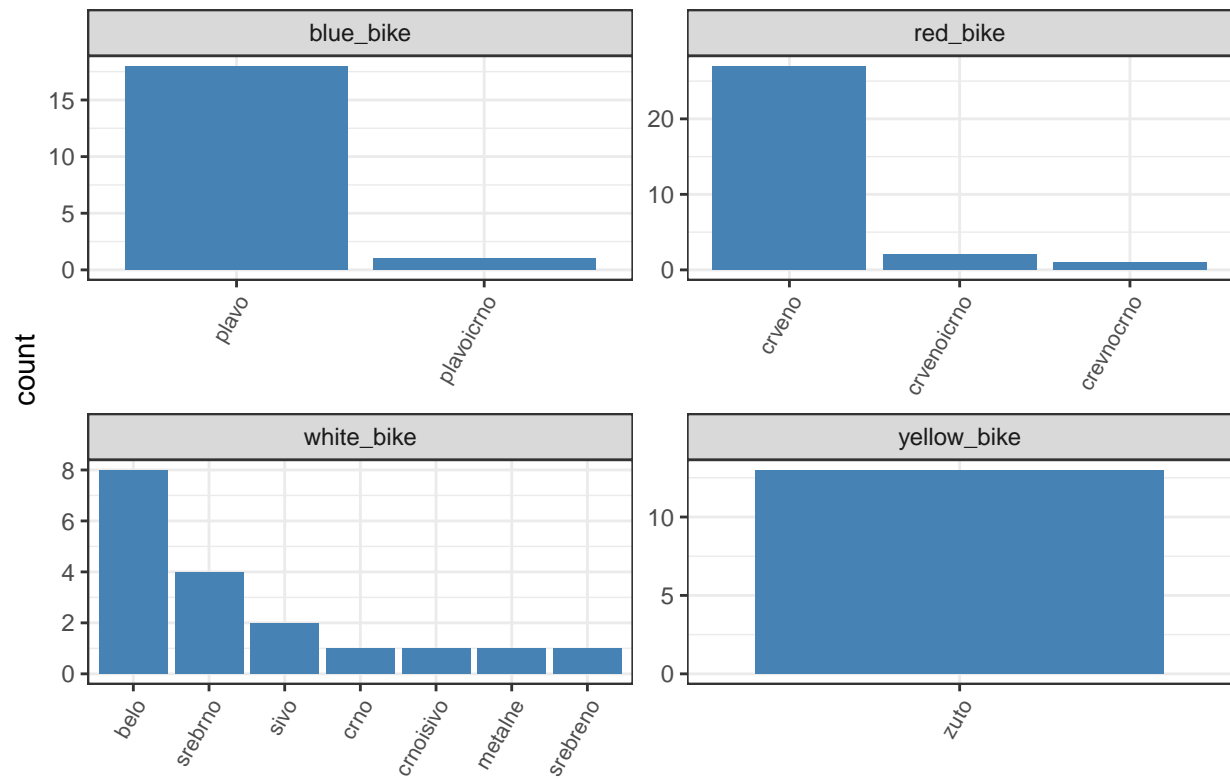 blue_bike
red_bike
15
10
5
0
20
10
0
plavo
plavoicrno
crveno
crvenoicrno
crevnocrno
count
white_bike
yellow_bike
8
6
4
2
0
10
5
0
belo
srebrno
sivo
crno
crnoisivo
metalne
srebreno
zuto